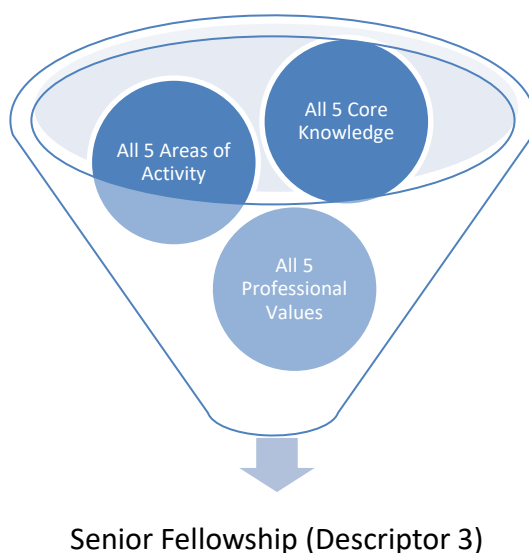 All 5 Core
Knowledge
All 5 Areas of
Activity
All 5
Professional
Values
Senior Fellowship (Descriptor 3)